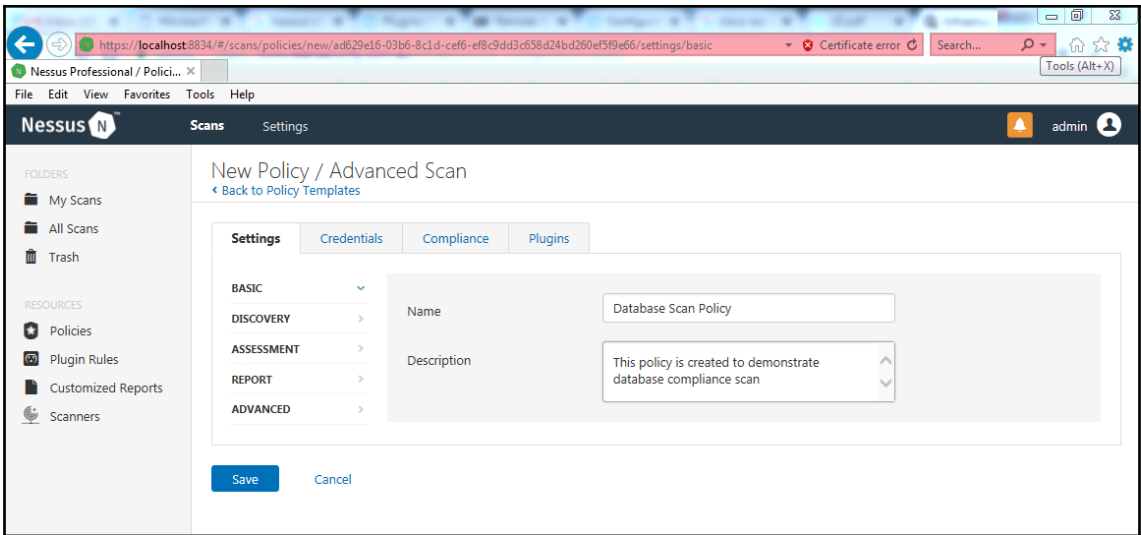 https://localhost:8834/#/scans/policies/new/ad629e16-03b6-8c1d-cef6-ef8c9dd3c658d24bd260ef5f9e66/settings/basic
Certificate error
Search...
Nessus Professional / Polici...
Tools (Alt+X)
File Edit View Favorites Tools Help
Nessus N ™
Scans
Settings
admin
FOLDERS
My Scans
All Scans
Trash
RESOURCES
Policies
Plugin Rules
Customized Reports
Scanners
New Policy / Advanced Scan
Back to Policy Templates
Settings
Credentials
Compliance
Plugins
BASIC
DISCOVERY
ASSESSMENT
REPORT
ADVANCED
Name
Database Scan Policy
Description
This policy is created to demonstrate
database compliance scan
Save
Cancel